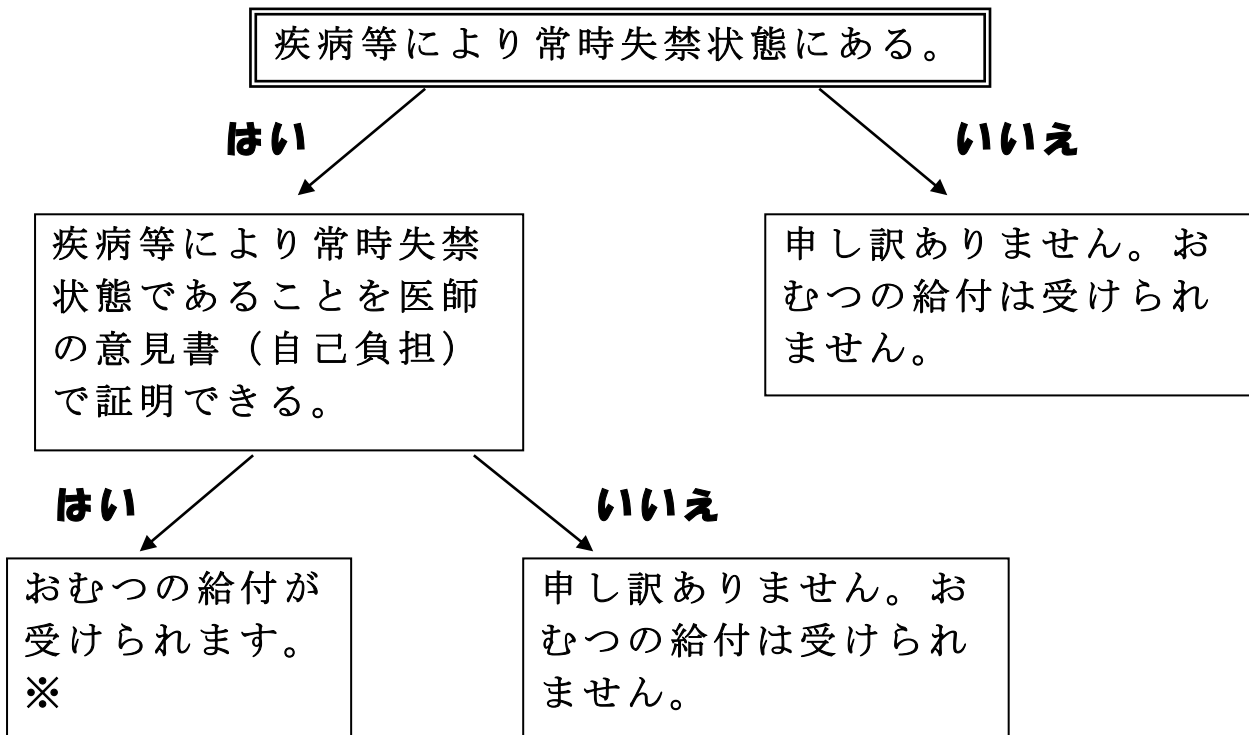 疾病等により常時失禁状態にある。
はい
いいえ
疾病等により常時失禁
状態であることを医師
の意見書（自己負担）
で証明できる。
申し訳ありません。お
むつの給付は受けられ
ません。
はい
いいえ
おむつの給付が
受けられます。
※
申し訳ありません。お
むつの給付は受けられ
ません。